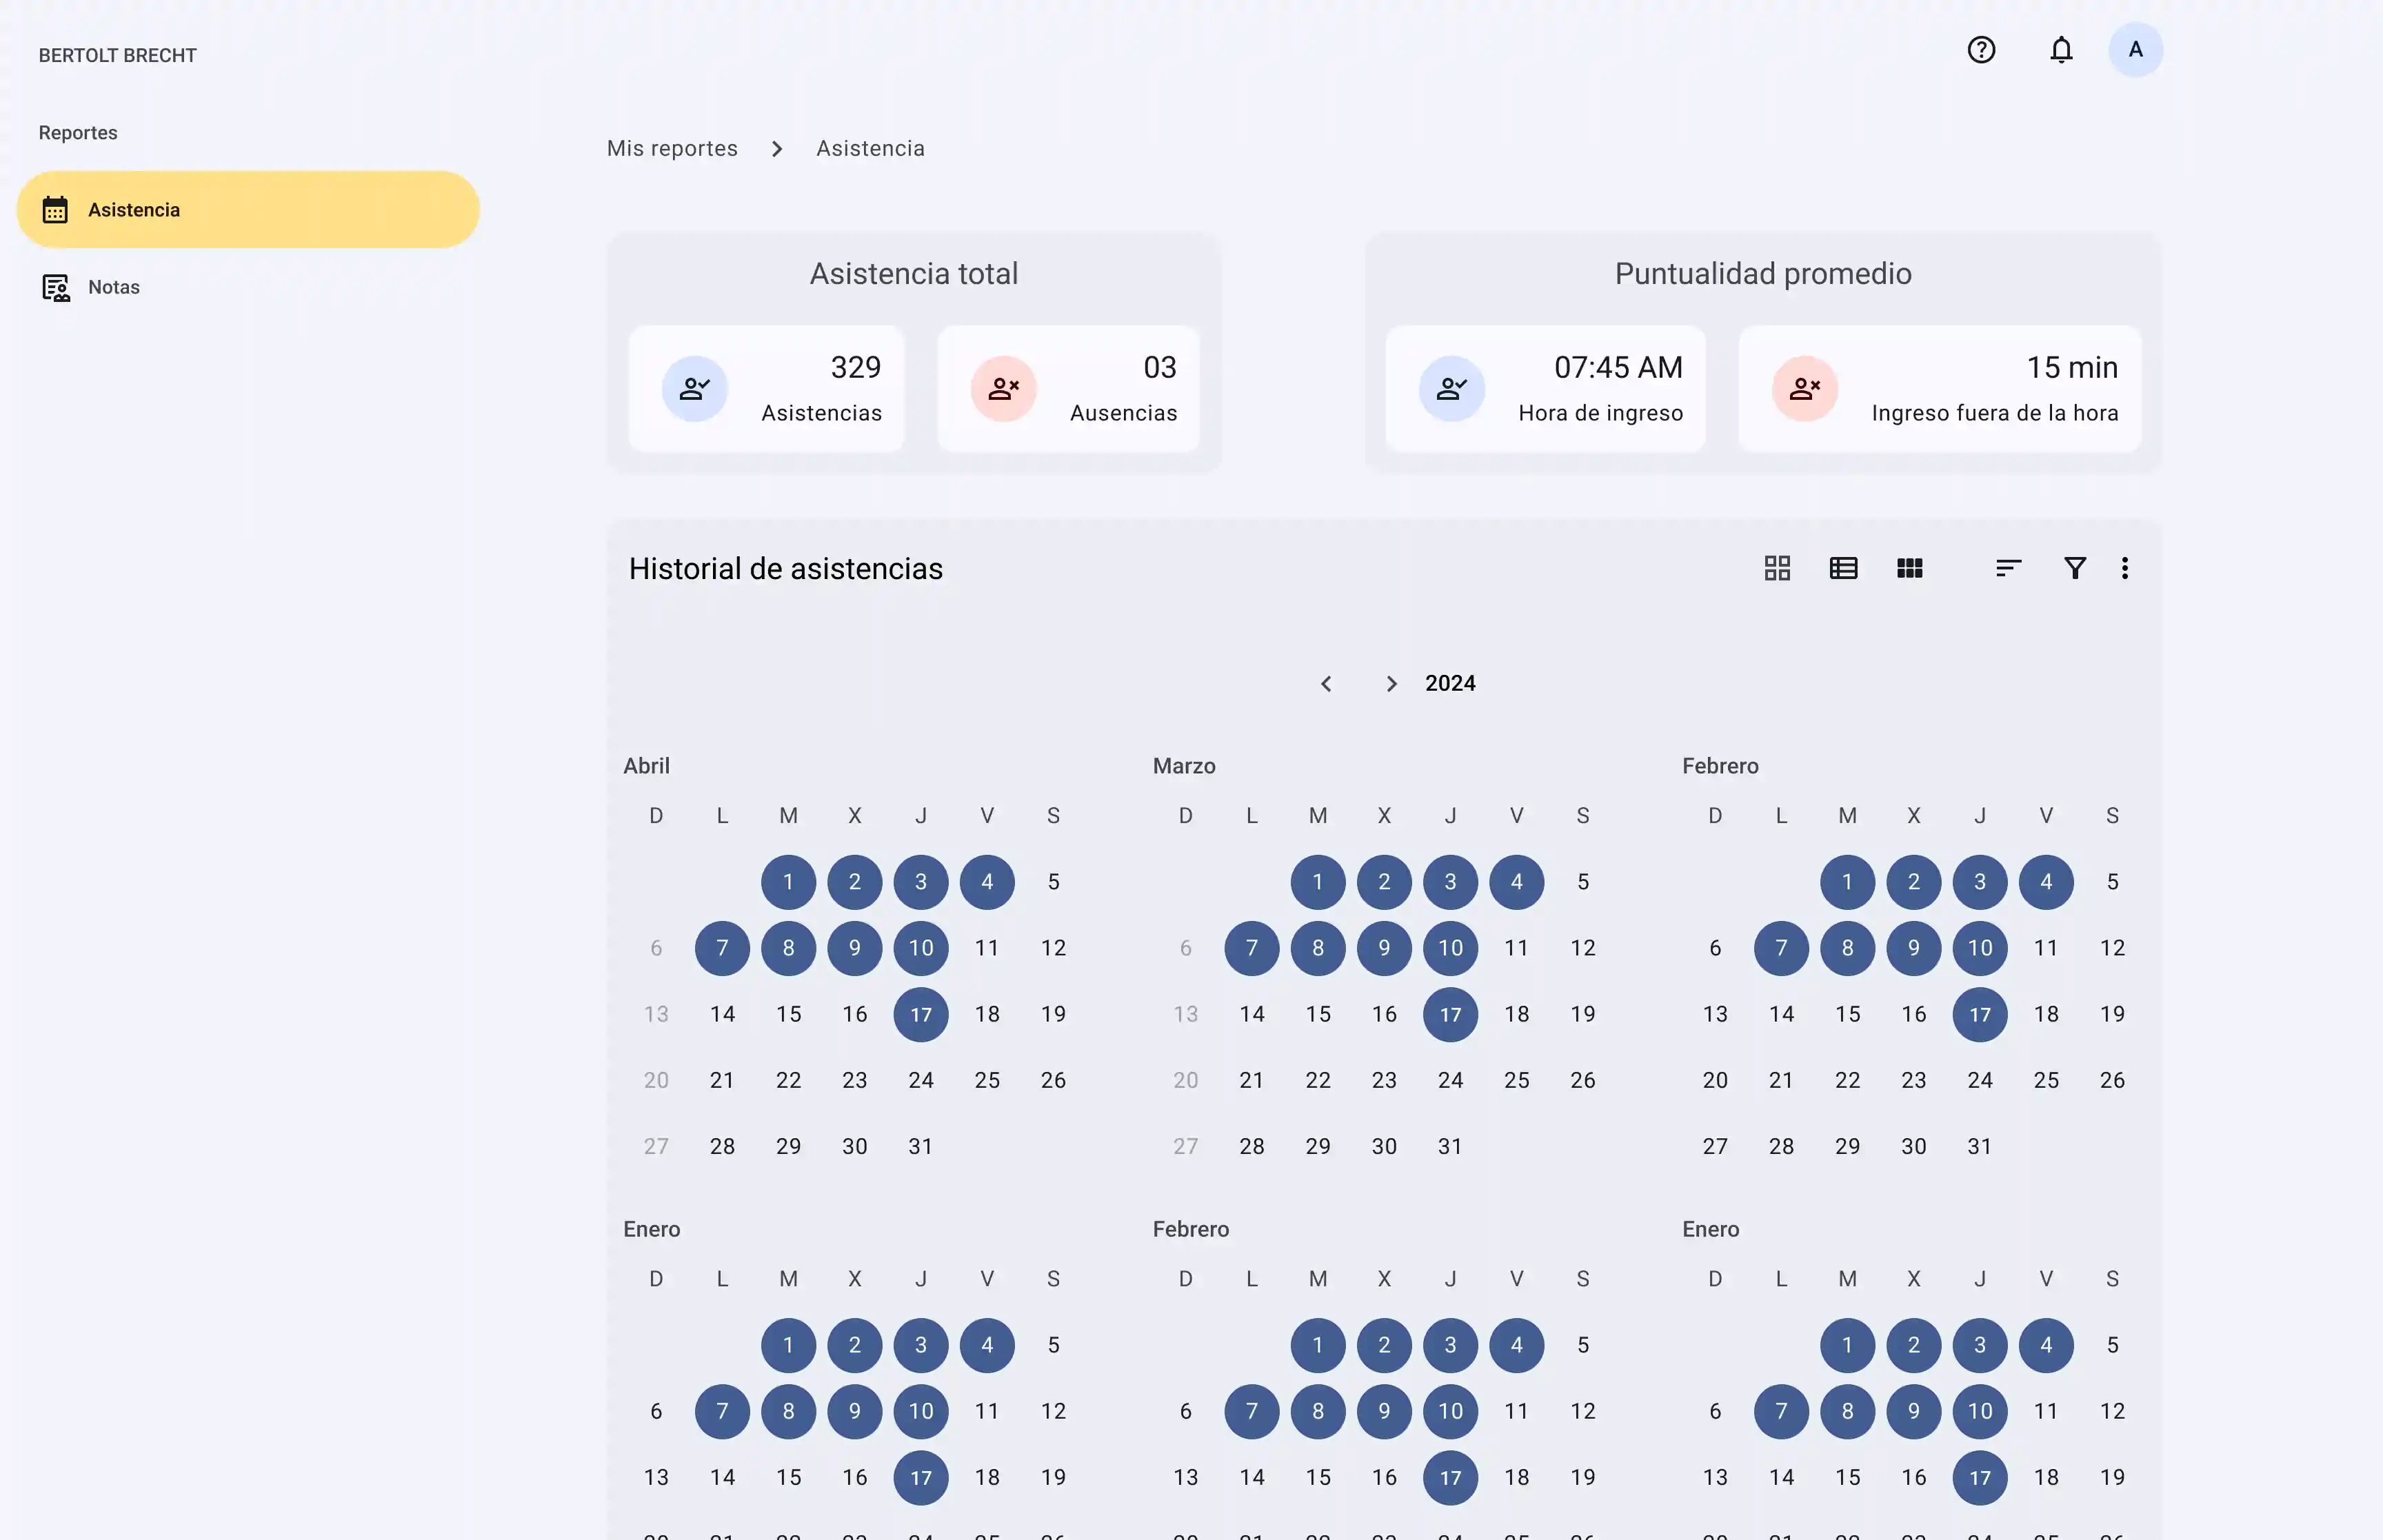 BERTOLT BRECHT
A
Reportes
Asistencia
Notas
Mis reportes
Asistencia
Asistencia total
329
Asistencias
03
Ausencias
Puntualidad promedio
07:45 AM
Hora de ingreso
15 min
Ingreso fuera de la hora
Historial de asistencias
2024
Abril
D L M X J V S
1 2 3 4 5
6 7 8 9 10 11 12
13 14 15 16 17 18 19
20 21 22 23 24 25 26
27 28 29 30 31
Marzo
D L M X J V S
1 2 3 4 5
6 7 8 9 10 11 12
13 14 15 16 17 18 19
20 21 22 23 24 25 26
27 28 29 30 31
Febrero
D L M X J V S
1 2 3 4 5
6 7 8 9 10 11 12
13 14 15 16 17 18 19
20 21 22 23 24 25 26
27 28 29 30 31
Enero
D L M X J V S
1 2 3 4 5
6 7 8 9 10 11 12
13 14 15 16 17 18 19
Febrero
D L M X J V S
1 2 3 4 5
6 7 8 9 10 11 12
13 14 15 16 17 18 19
Enero
D L M X J V S
1 2 3 4 5
6 7 8 9 10 11 12
13 14 15 16 17 18 19